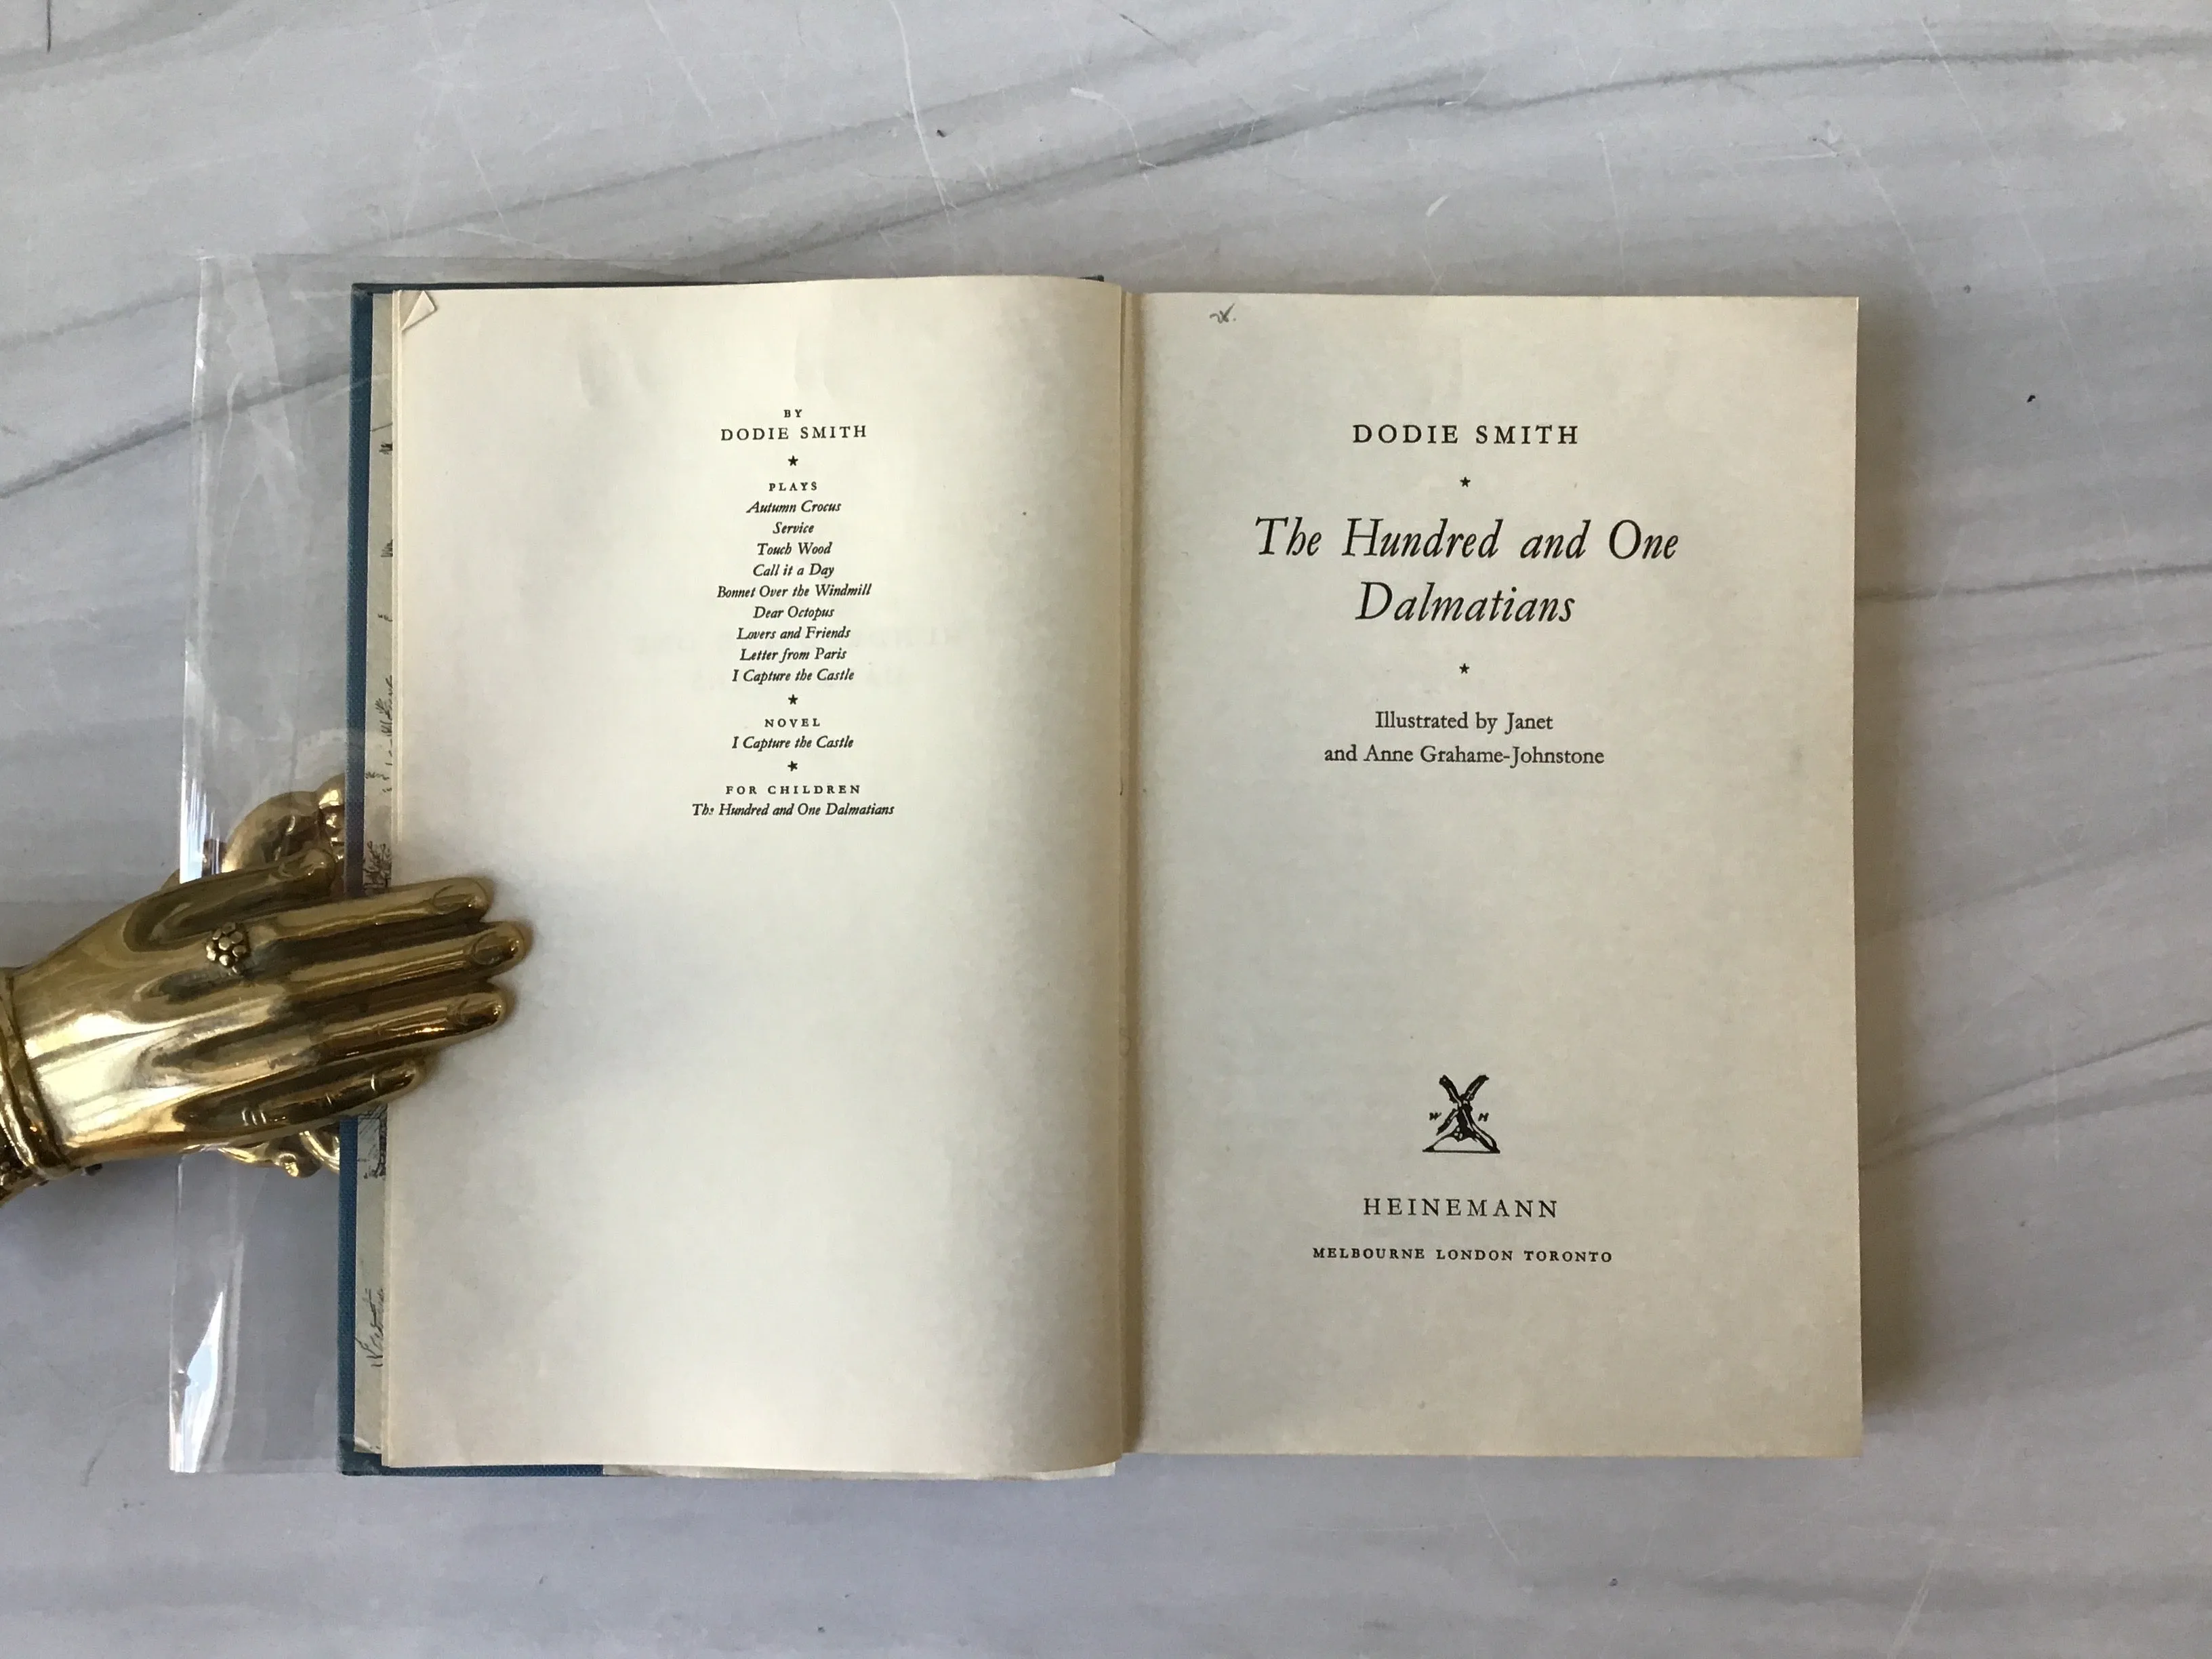 BY
DODIE SMITH
PLAYS
Autumn Crocus
Service
Touch Wood
Call it a Day
Bonnet Over the Windmill
Dear Octopus
Lovers and Friends
Letter from Paris
I Capture the Castle
NOVEL
I Capture the Castle
FOR CHILDREN
The Hundred and One Dalmatians
DODIE SMITH
The Hundred and One
Dalmatians
Illustrated by Janet
and Anne Grahame-Johnstone
W H
HEINEMANN
MELBOURNE LONDON TORONTO